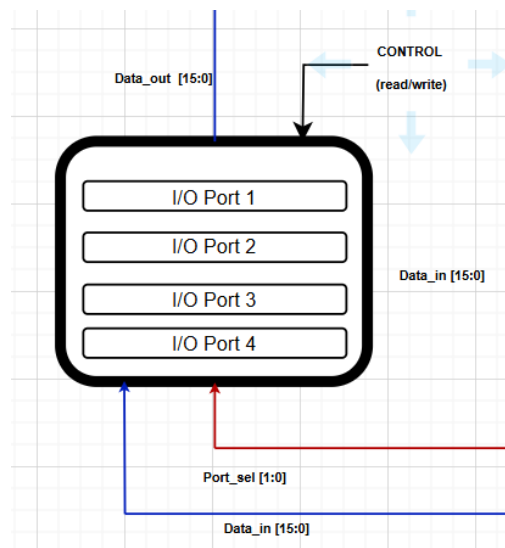 CONTROL
Data_out [15:0]
(read/write)
I/O Port 1
I/O Port 2
Data_in [15:0]
I/O Port 3
I/O Port 4
Port_sel [1:0]
Data_in [15:0]